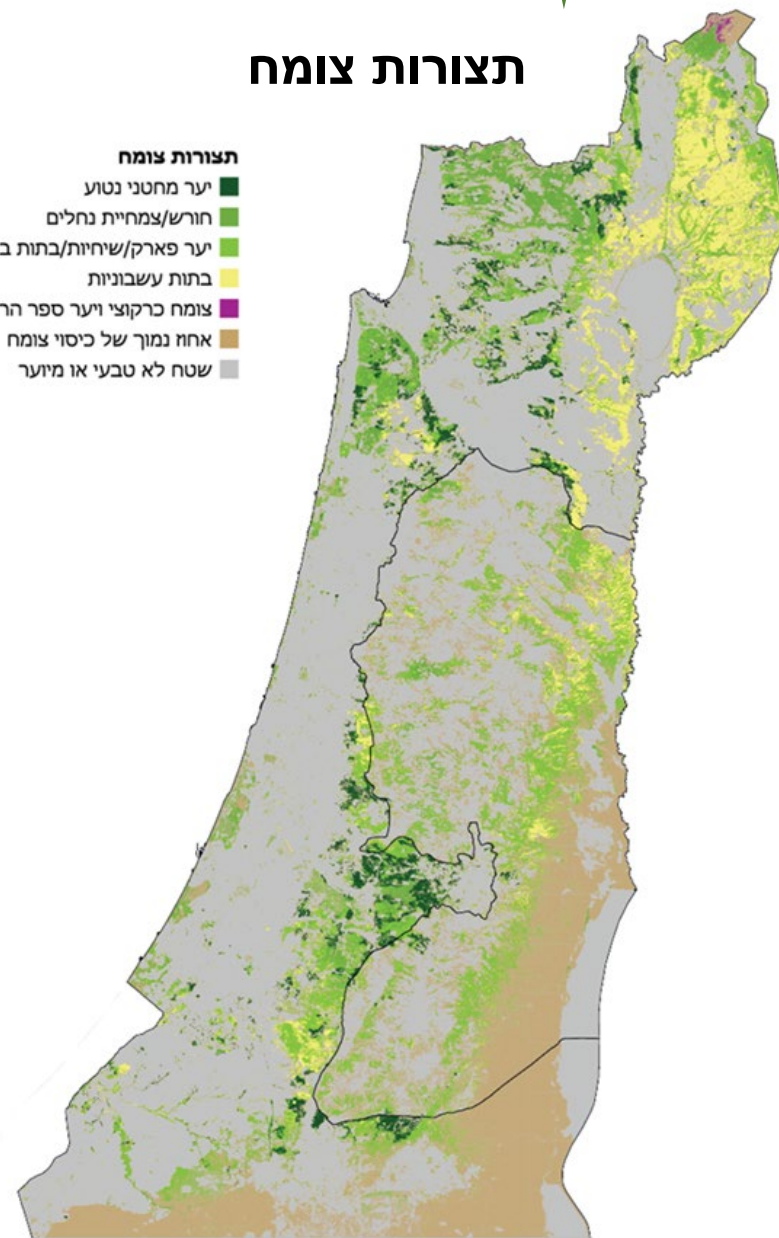 תצורות צומח
תצורות צומח
יער מחטני נטוע
חורש/צמחיית נחלים
יער פארק/שיחיות/בתות ב
בתות עשבוניות
צומח כרקוצי ויער ספר הר
אחוז נמוך של כיסוי צומח
שטח לא טבעי או מיוער